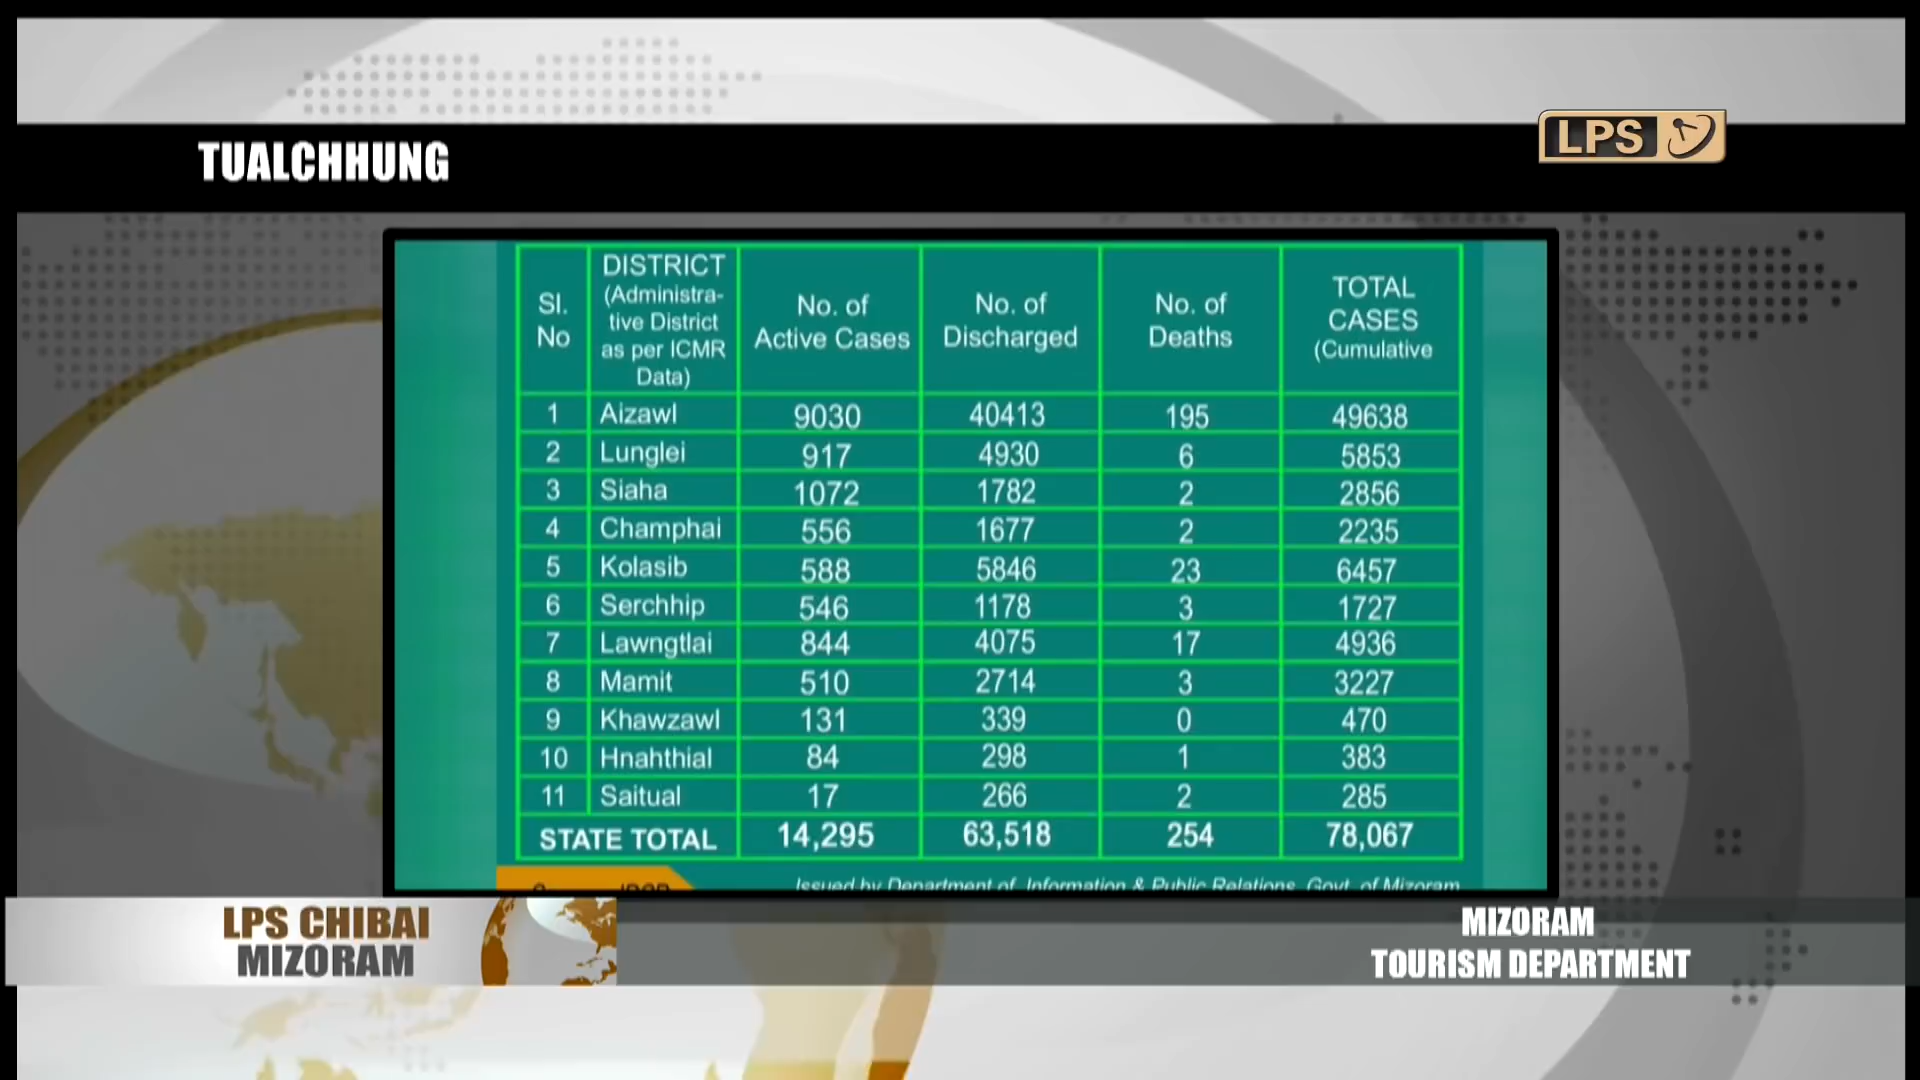 TUALCHHUNG
LPS
Sl. No
DISTRICT
(Administra-
tive District
as per ICMR
Data)
No. of
Active Cases
No. of
Discharged
No. of
Deaths
TOTAL
CASES
(Cumulative
1 Aizawl 9030 40413 195 49638
2 Lunglei 917 4930 6 5853
3 Siaha 1072 1782 2 2856
4 Champhai 556 1677 2 2235
5 Kolasib 588 5846 23 6457
6 Serchhip 546 1178 3 1727
7 Lawngtlai 844 4075 17 4936
8 Mamit 510 2714 3 3227
9 Khawzawl 131 339 0 470
10 Hnahthial 84 298 1 383
11 Saitual 17 266 2 285
STATE TOTAL 14,295 63,518 254 78,067
Issued by Department of Information & Public Relations, Govt. of Mizoram
LPS CHIBAI
MIZORAM
MIZORAM
TOURISM DEPARTMENT